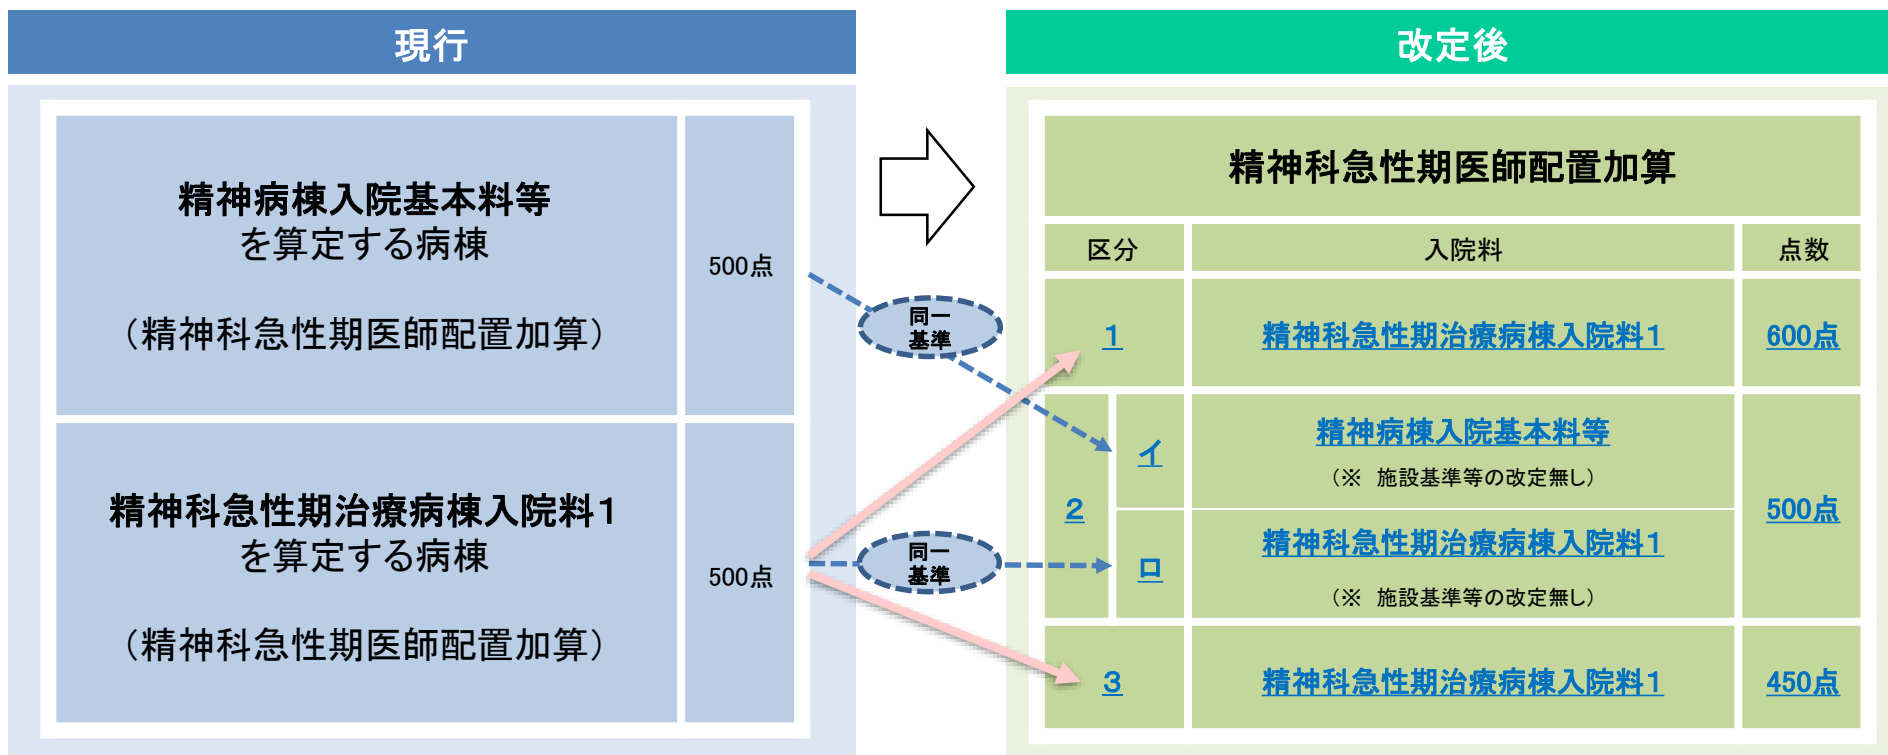 現行
精神病棟入院基本料等
を算定する病棟
（精神科急性期医師配置加算）
500点
精神科急性期治療病棟入院料1
を算定する病棟
（精神科急性期医師配置加算）
500点
同一
基準
同一
基準
改定後
精神科急性期医師配置加算
区分
入院料
点数
1
精神科急性期治療病棟入院料1
600点
2
イ
精神病棟入院基本料等
（※　施設基準等の改定無し）
500点
ロ
精神科急性期治療病棟入院料1
（※　施設基準等の改定無し）
3
精神科急性期治療病棟入院料1
450点